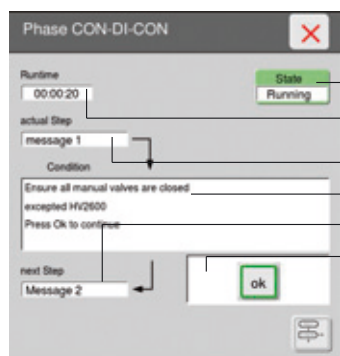 Phase CON-DI-CON
Runtime
00:00:20
State
Running
actual Step
message 1
Condition
Ensure all manual valves are closed
excepted HV2600
Press Ok to continue
next Step
Message 2
ok